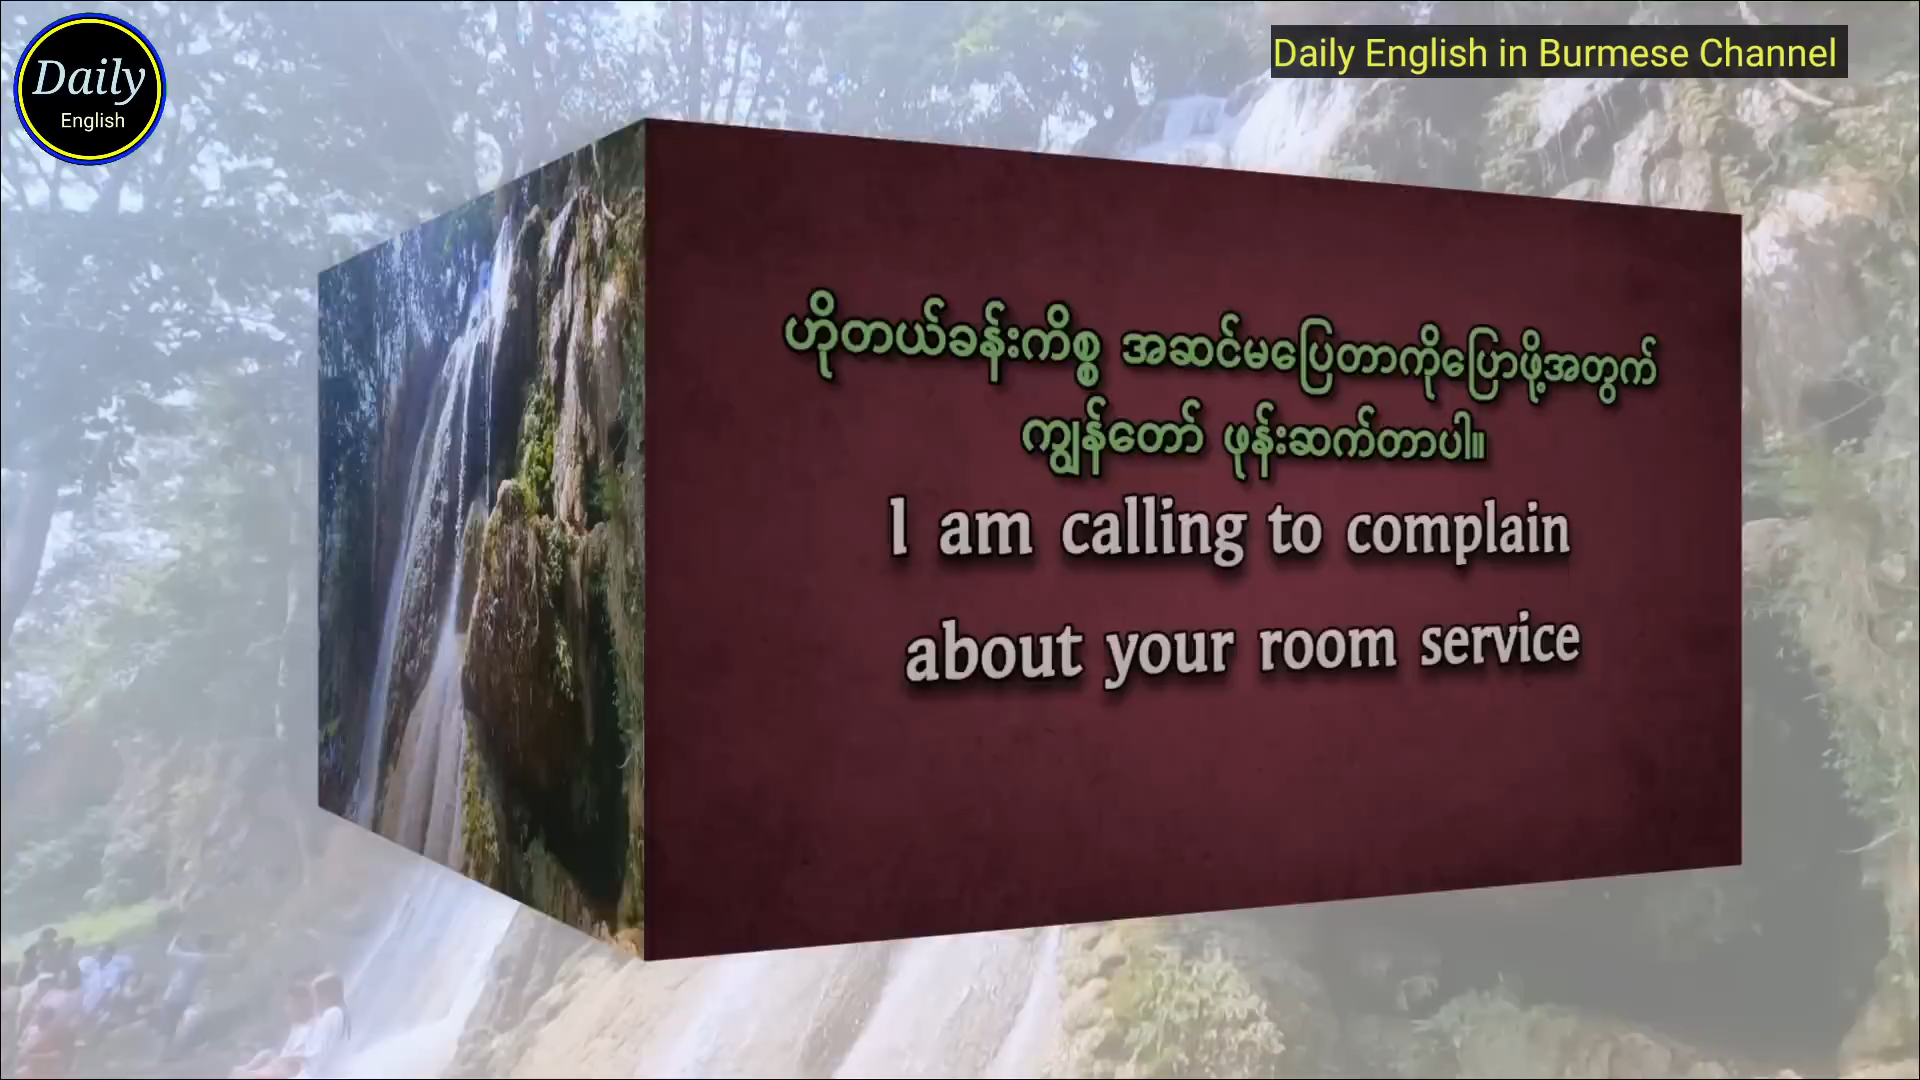 Daily
English
Daily English in Burmese Channel
ဟိုတယ်ခန်းကိစ္စ အဆင်မပြေတာကိုပြောဖို့အတွက်
ကျွန်တော် ဖုန်းဆက်တာပါ။
I am calling to complain
about your room service